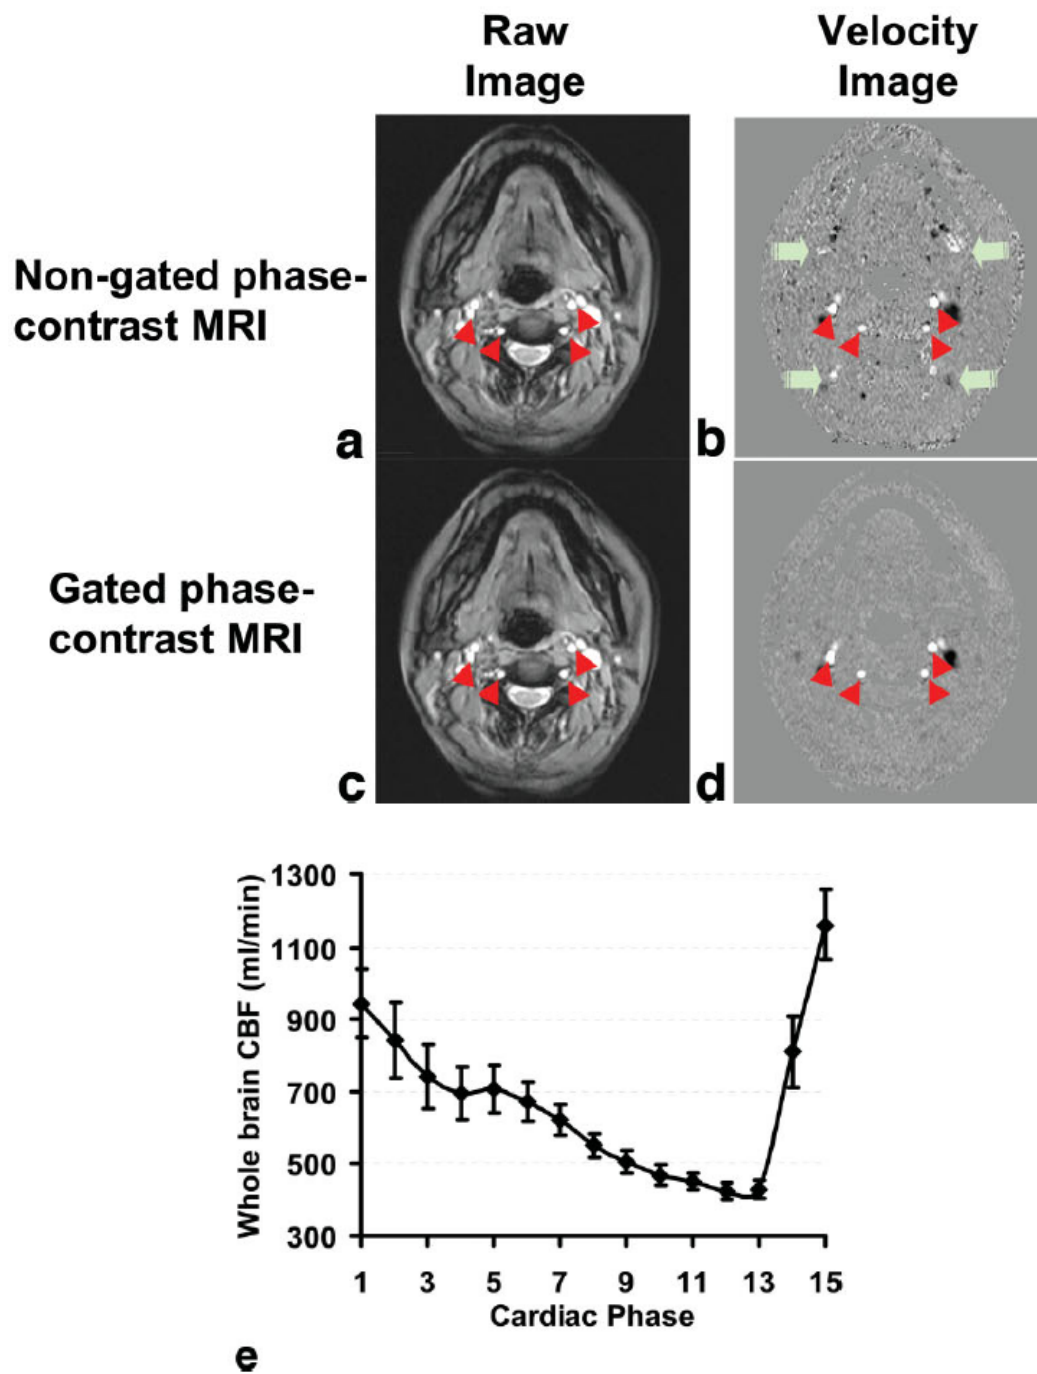 Raw
Image
Velocity
Image
Non-gated phase-
contrast MRI
a
b
Gated phase-
contrast MRI
c
d
Whole brain CBF (ml/min)
1300
1100
900
700
500
300
1 3 5 7 9 11 13 15
Cardiac Phase
e